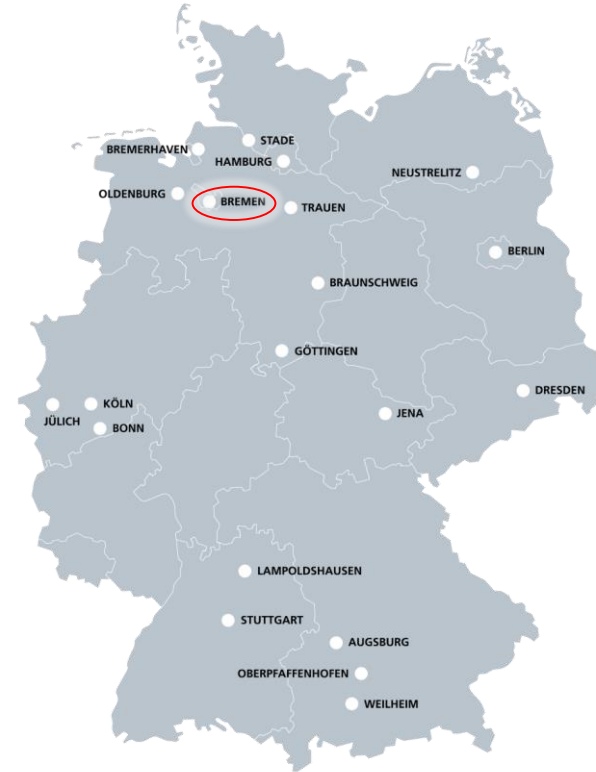 STADE
BREMERHAVEN
HAMBURG
NEUSTRELITZ
OLDENBURG
BREMEN
TRAUEN
BERLIN
BRAUNSCHWEIG
GÖTTINGEN
DRESDEN
KÖLN
JENA
JÜLICH
BONN
LAMPOLDSHAUSEN
STUTTGART
AUGSBURG
OBERPFAFFENHOFEN
WEILHEIM